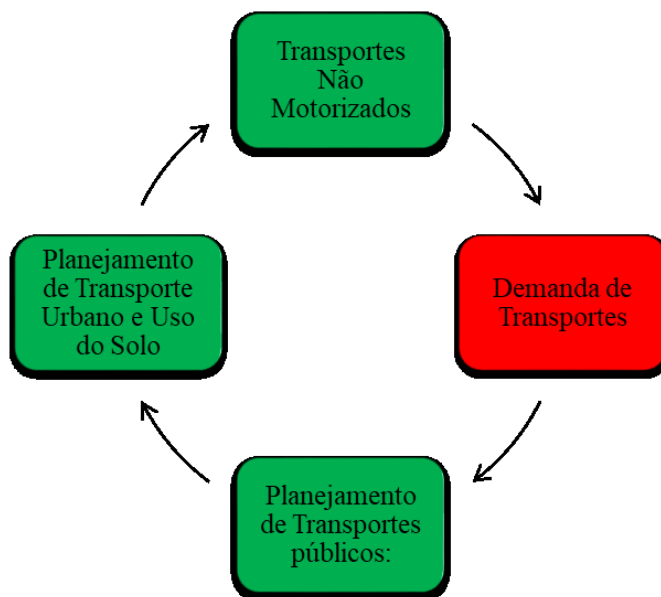 Transportes
Não
Motorizados
Demanda de
Transportes
Planejamento
de Transportes
públicos:
Planejamento
de Transporte
Urbano e Uso
do Solo